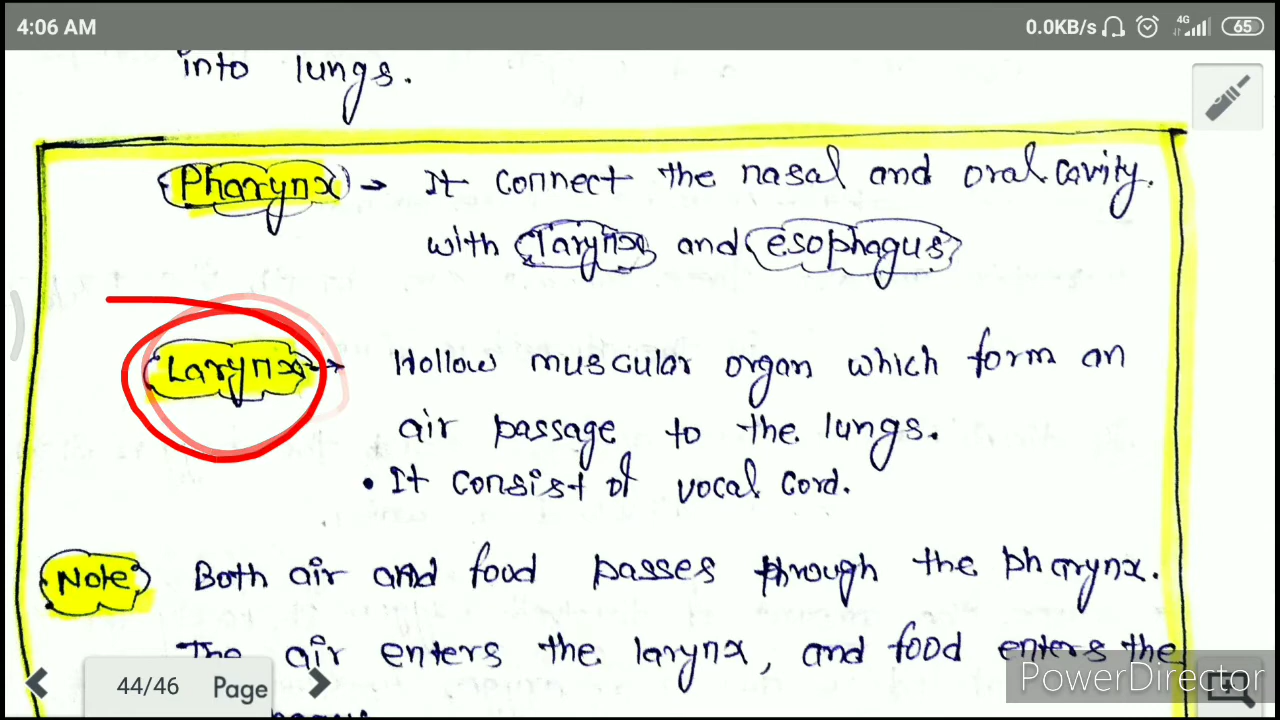 4:06 AM 0.0KB/s 4G 65
into lungs.
Pharynx → It connect the nasal and oral cavity.
with larynx and esophagus
Larynx → Hollow muscular organ which form an
air passage to the lungs.
• It consist of vocal cord.
Note Both air and food passes through the pharynx.
The air enters the larynx, and food enters the
44/46 Page
PowerDirector